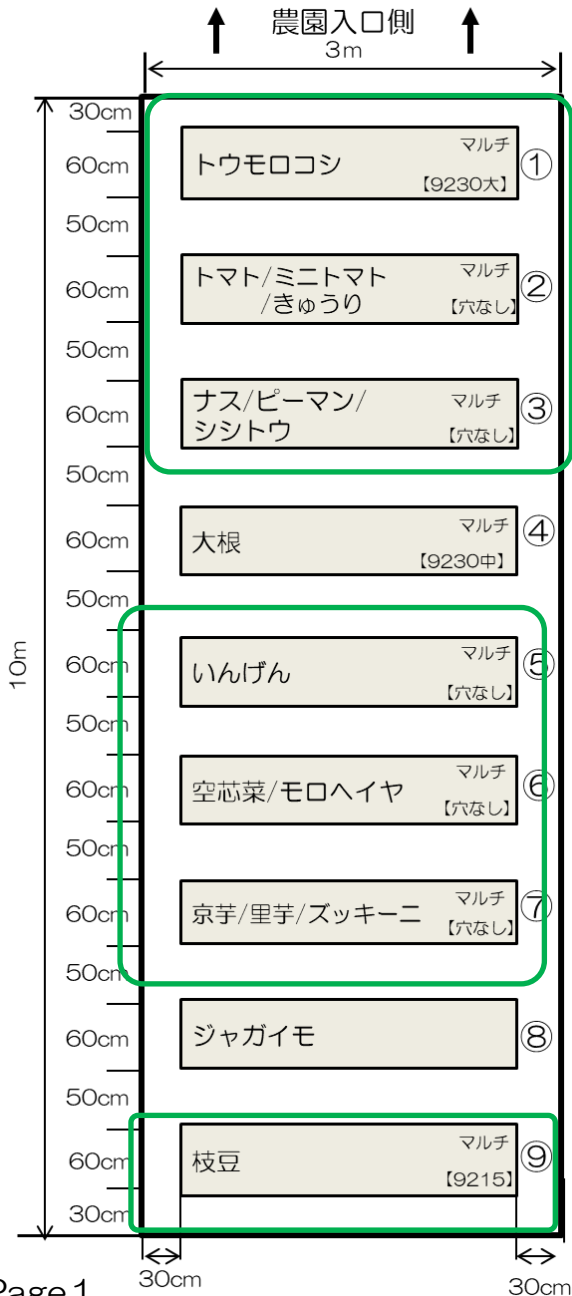 農園入口側
3m
30cm
トウモロコシ
マルチ
【9230大】
①
60cm
50cm
トマト/ミニトマト
/きゅうり
マルチ
【穴なし】
②
60cm
50cm
ナス/ピーマン/
シシトウ
マルチ
【穴なし】
③
60cm
50cm
大根
マルチ
【9230中】
④
60cm
50cm
10m
いんげん
マルチ
【穴なし】
⑤
60cm
50cm
空芯菜/モロヘイヤ
マルチ
【穴なし】
⑥
60cm
50cm
京芋/里芋/ズッキーニ
マルチ
【穴なし】
⑦
60cm
50cm
ジャガイモ
⑧
60cm
50cm
枝豆
マルチ
【9215】
⑨
60cm
30cm
30cm
30cm
Page 1